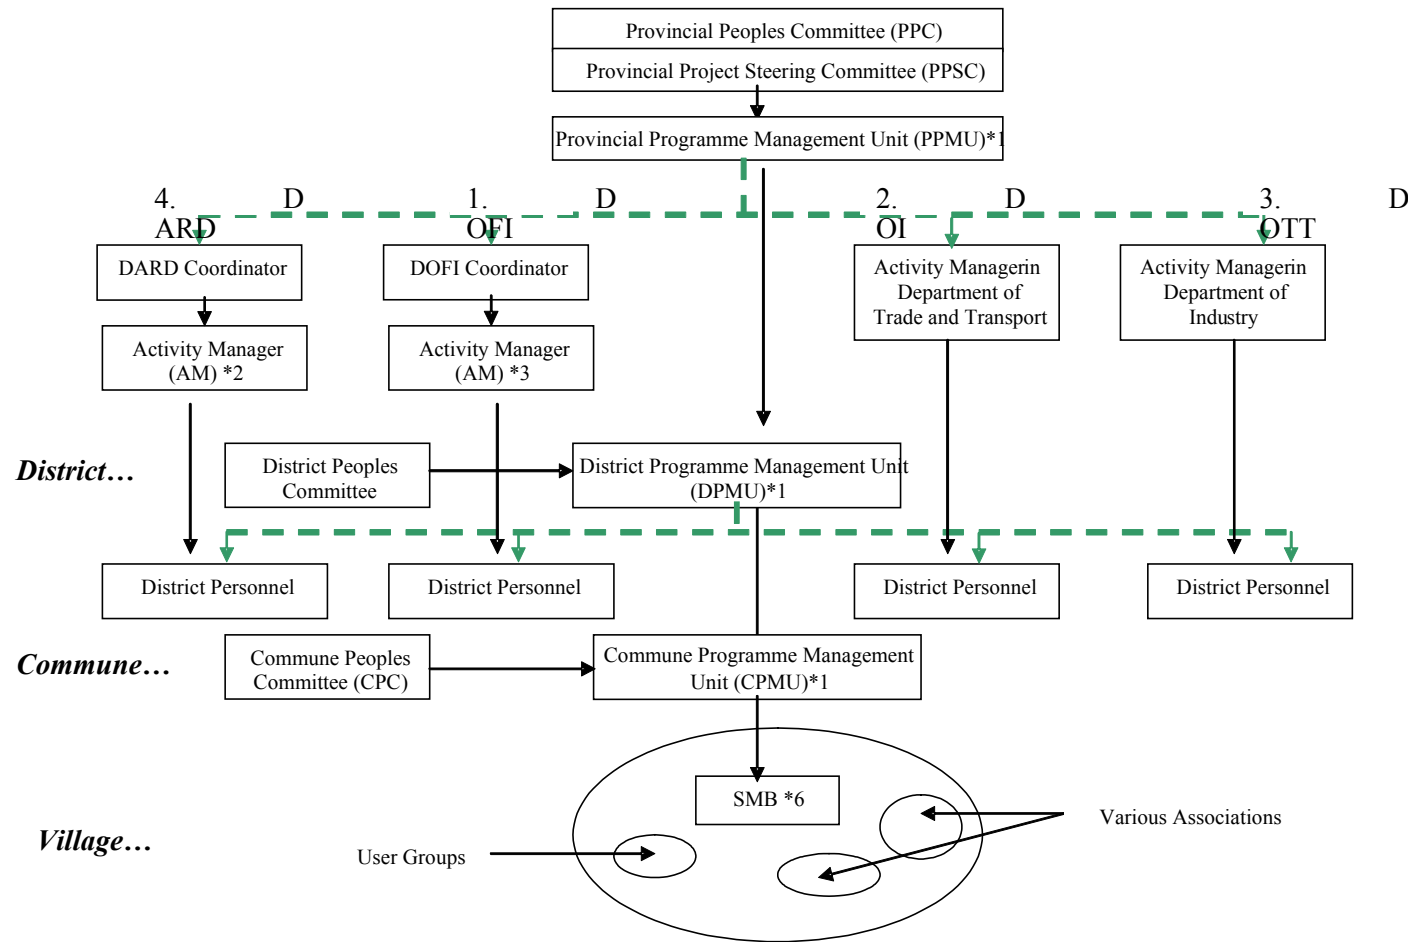 Provincial Peoples Committee (PPC)
Provincial Project Steering Committee (PPSC)
Provincial Programme Management Unit (PPMU)*1
4. D
ARD
1. D
OFI
2. D
OI
3. D
OTT
DARD Coordinator
DOFI Coordinator
Activity Managerin
Department of
Trade and Transport
Activity Managerin
Department of
Industry
Activity Manager
(AM) *2
Activity Manager
(AM) *3
District…
District Peoples
Committee
District Programme Management Unit
(DPMU)*1
District Personnel
District Personnel
District Personnel
District Personnel
Commune…
Commune Peoples
Committee (CPC)
Commune Programme Management
Unit (CPMU)*1
Village…
SMB *6
User Groups
Various Associations